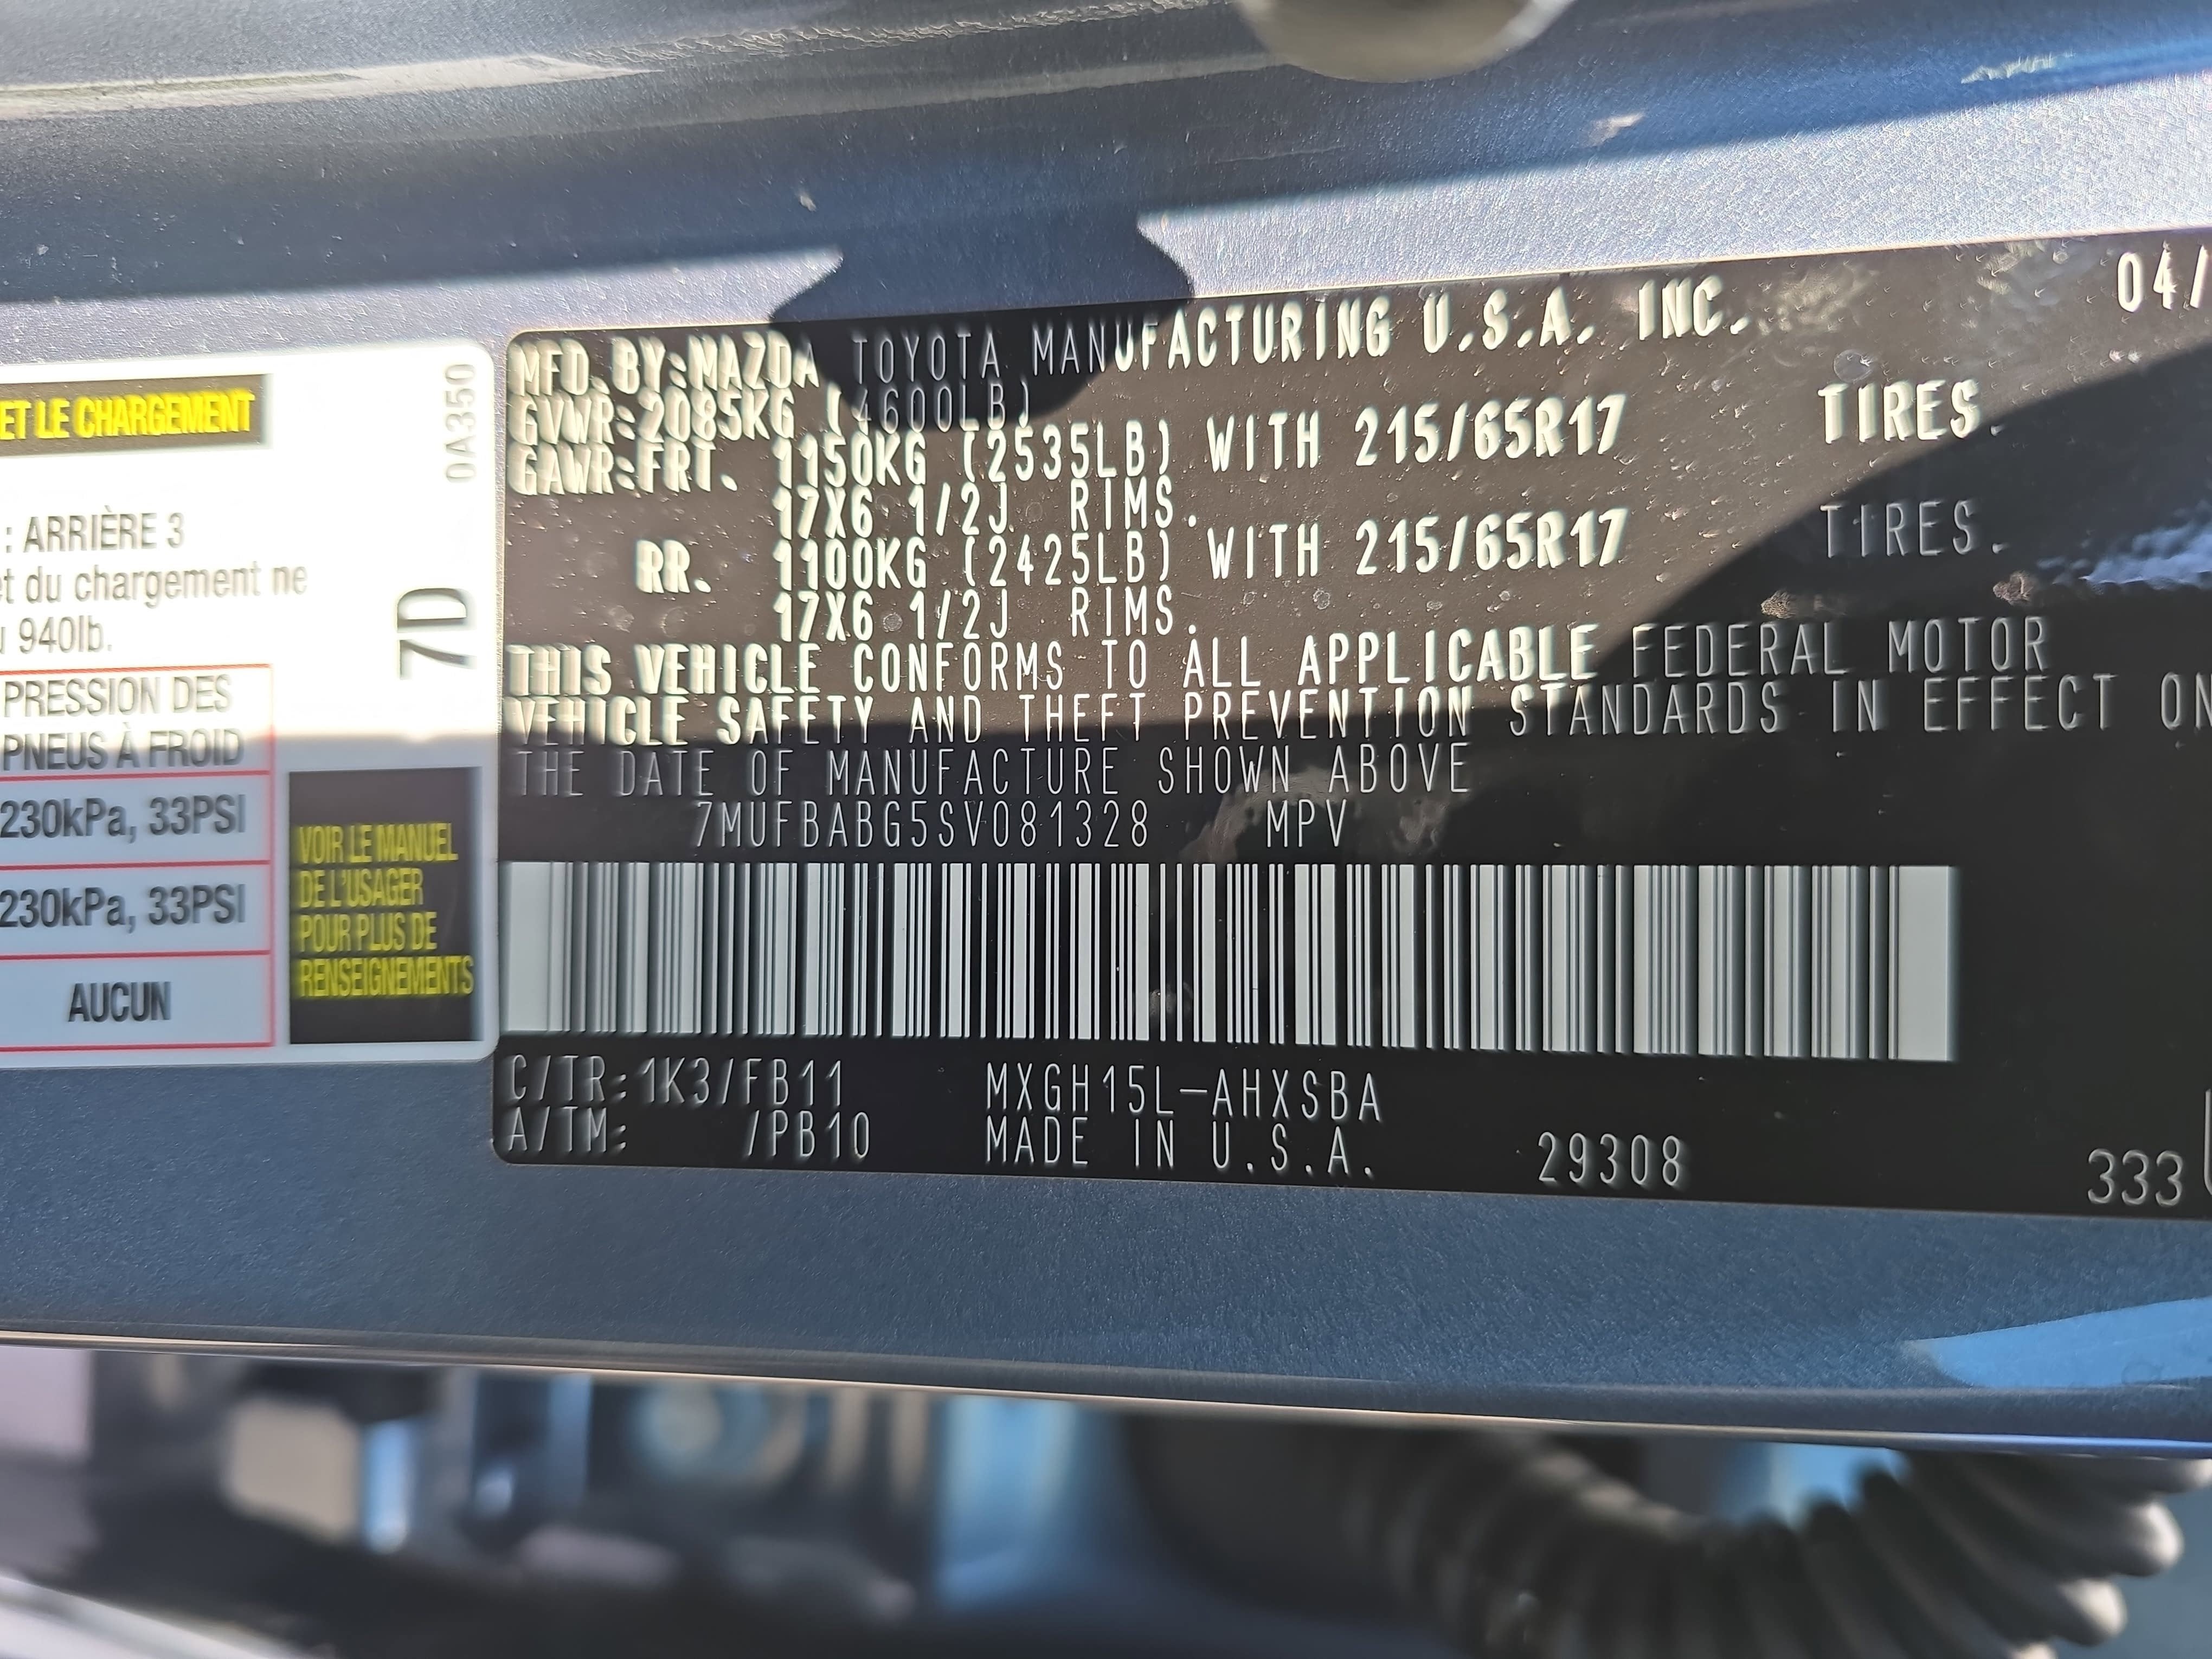 ET LE CHARGEMENT
0A350
: ARRIÈRE 3
et du chargement ne
940lb.
7D
PRESSION DES
PNEUS À FROID
230kPa, 33PSI
230kPa, 33PSI
AUCUN
VOIR LE MANUEL
DE L'USAGER
POUR PLUS DE
RENSEIGNEMENTS
04/
MFD. BY:MAZDA TOYOTA MANUFACTURING U.S.A. INC.
GVWR:2085KG (4600LB)
GAWR:FRT. 1150KG (2535LB) WITH 215/65R17 TIRES.
17X6 1/2J RIMS.
RR. 1100KG (2425LB) WITH 215/65R17 TIRES.
17X6 1/2J RIMS.
THIS VEHICLE CONFORMS TO ALL APPLICABLE FEDERAL MOTOR
VEHICLE SAFETY AND THEFT PREVENTION STANDARDS IN EFFECT ON
THE DATE OF MANUFACTURE SHOWN ABOVE
7MUFBABG5SV081328 MPV
C/TR:1K3/FB11 MXGH15L-AHXSBA
A/TM: /PB10 MADE IN U.S.A. 29308 333